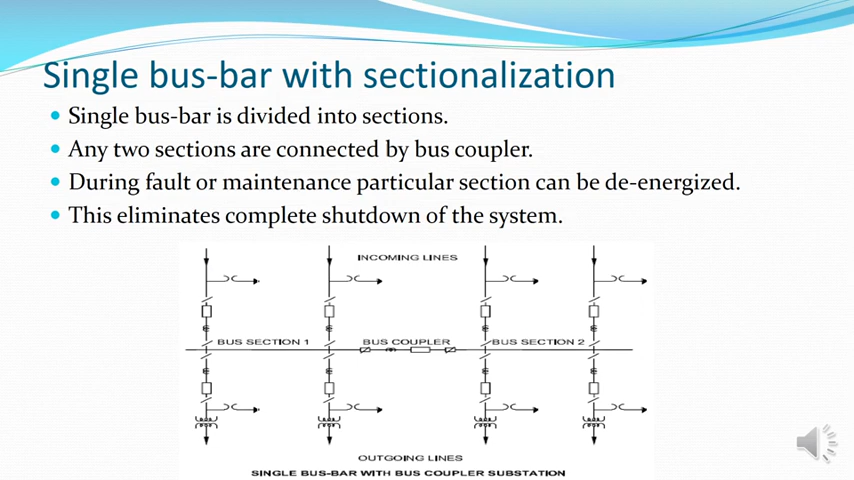 Single bus-bar with sectionalization
Single bus-bar is divided into sections.
Any two sections are connected by bus coupler.
During fault or maintenance particular section can be de-energized.
This eliminates complete shutdown of the system.
INCOMING LINES
BUS SECTION 1 BUS COUPLER BUS SECTION 2
OUTGOING LINES
SINGLE BUS-BAR WITH BUS COUPLER SUBSTATION